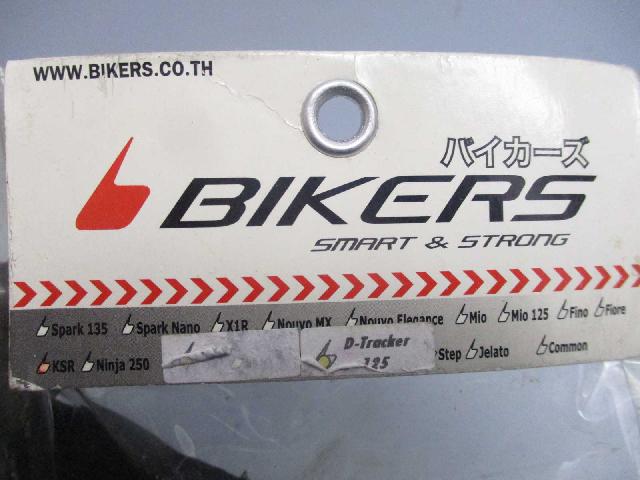 WWW.BIKERS.CO.TH
バイカーズ
BIKERS
SMART & STRONG
Spark 135 Spark Nano X1R Nouvo MX Nouvo Elegance Mio Mio 125 Fino Fiore
KSR Ninja 250 D-Tracker Step Jelato Common
125